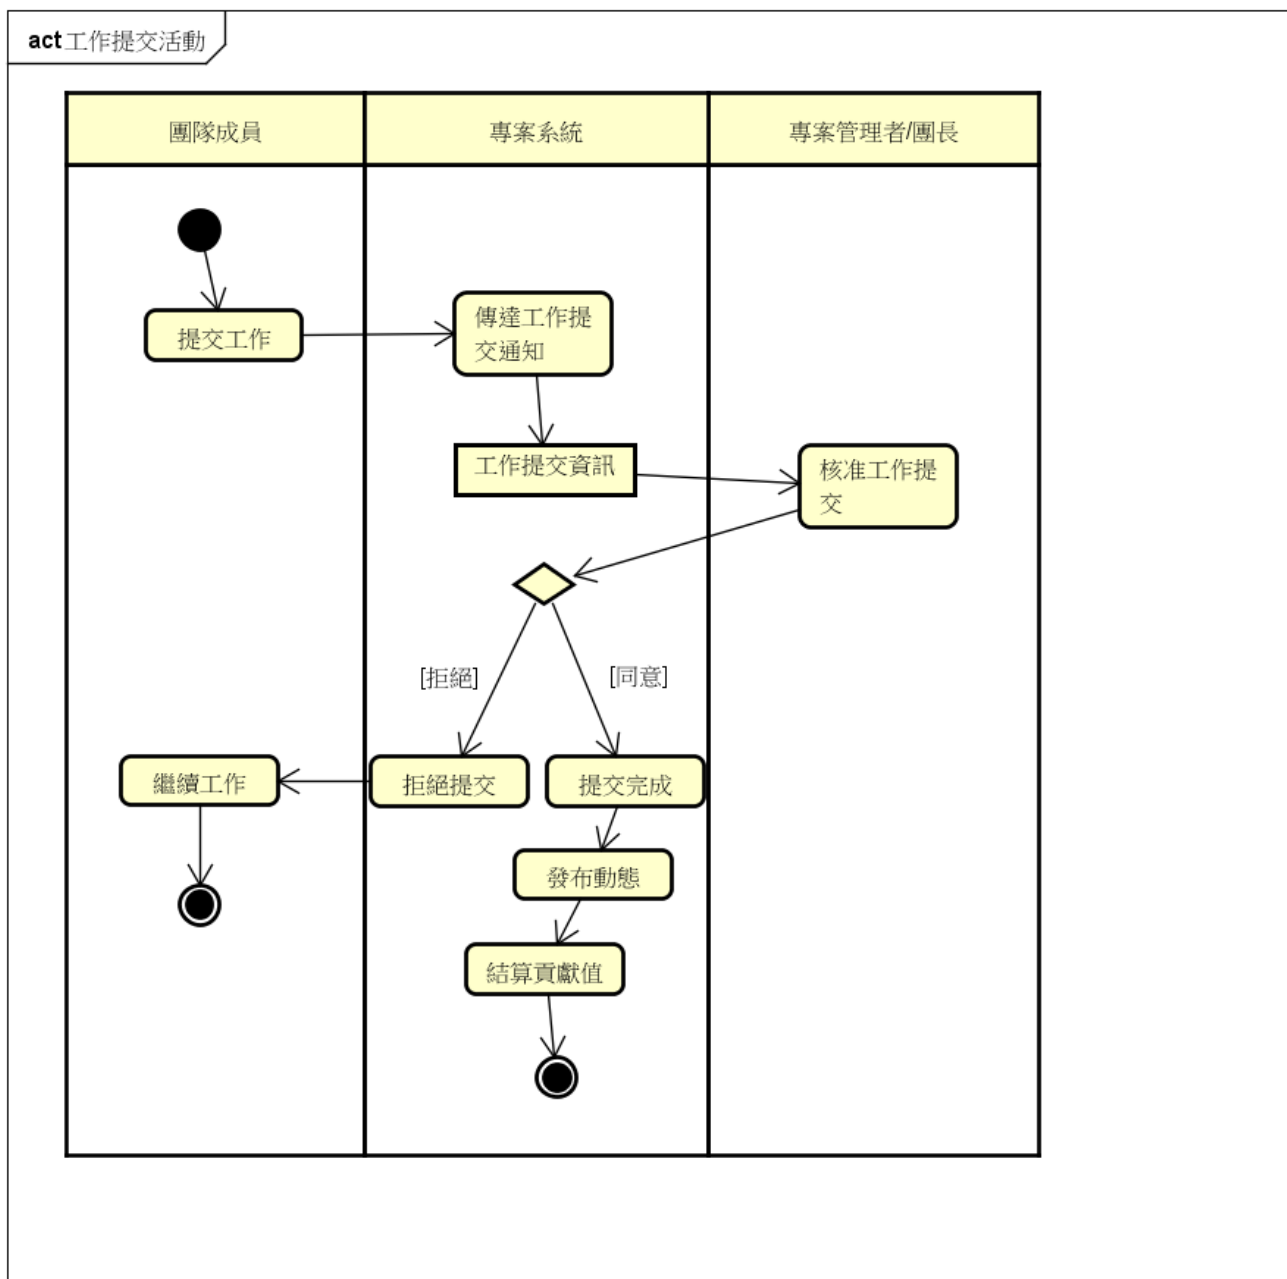 act 工作提交活動
團隊成員
專案系統
專案管理者/團長
提交工作
傳達工作提
交通知
工作提交資訊
核准工作提
交
[拒絕]
[同意]
繼續工作
拒絕提交
提交完成
發布動態
結算貢獻值